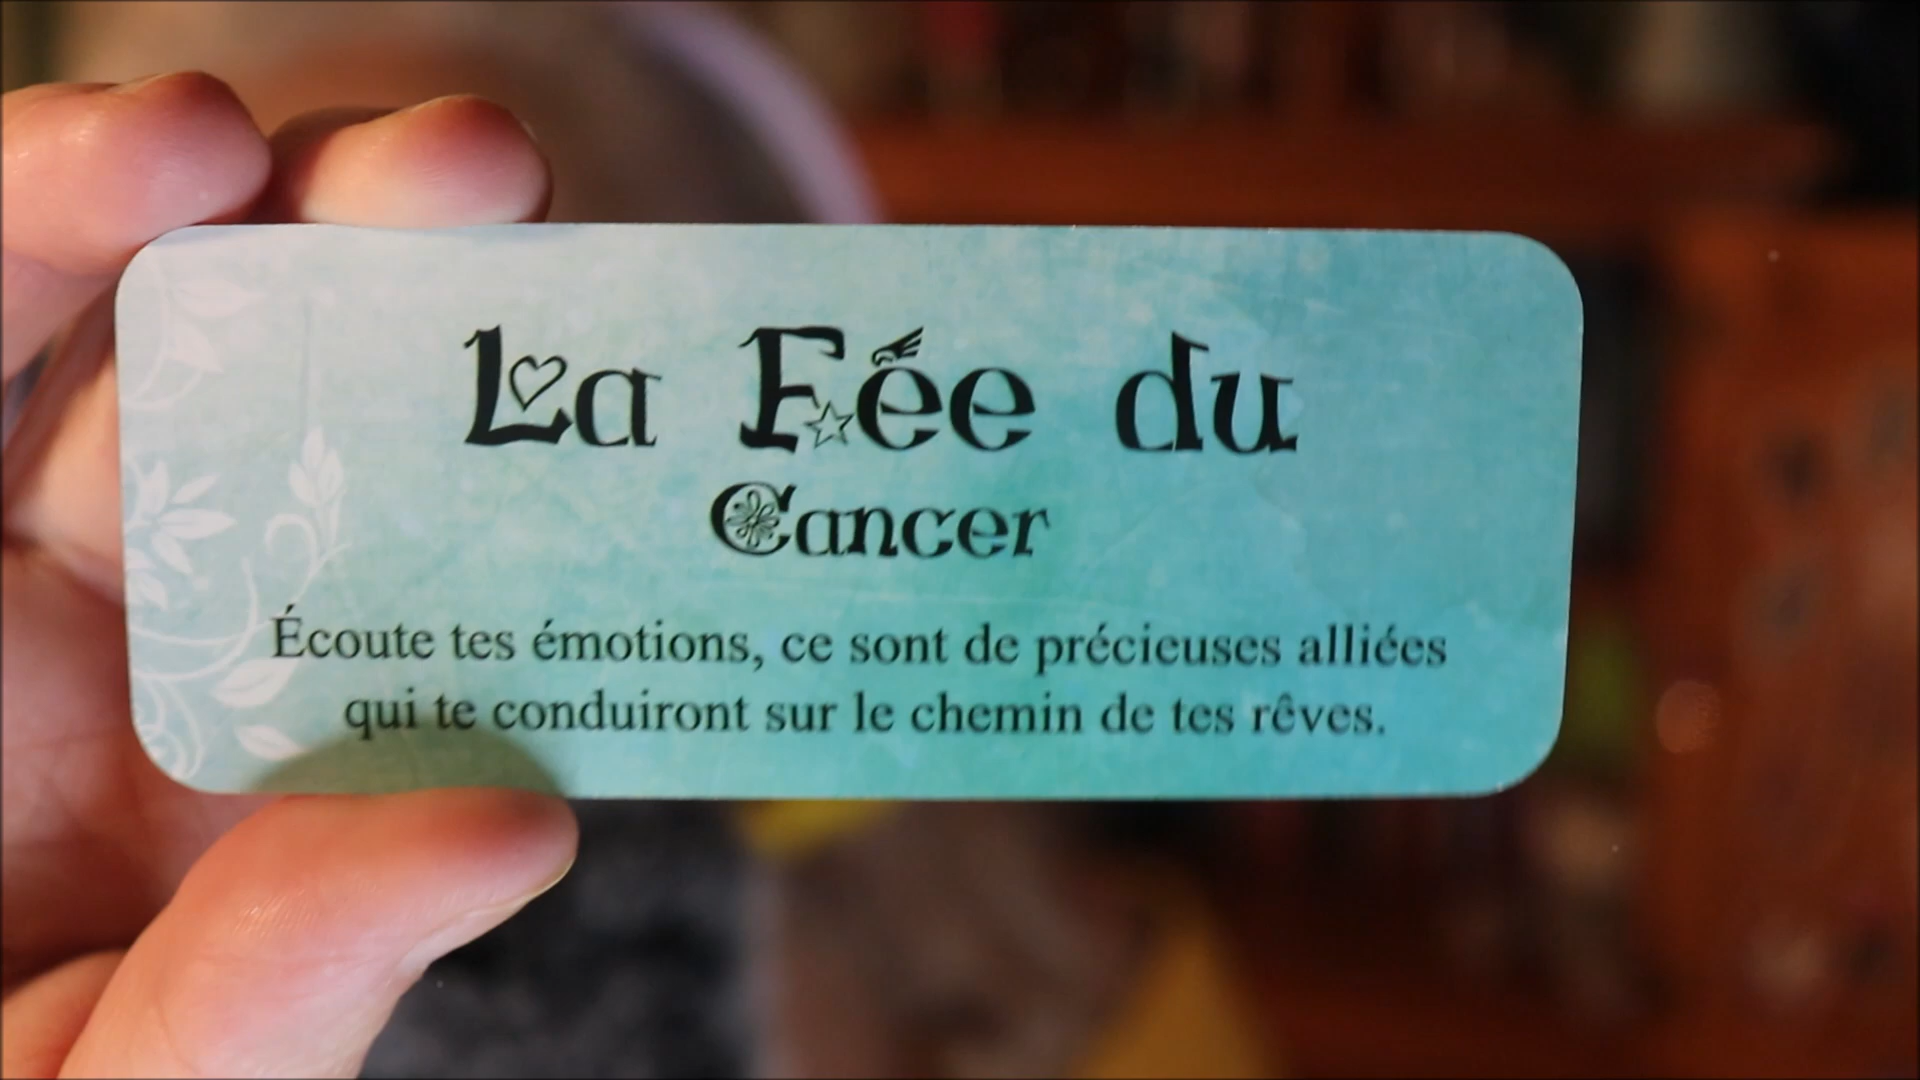 La Fée du
Cancer
Écoute tes émotions, ce sont de précieuses alliées
qui te conduiront sur le chemin de tes rêves.